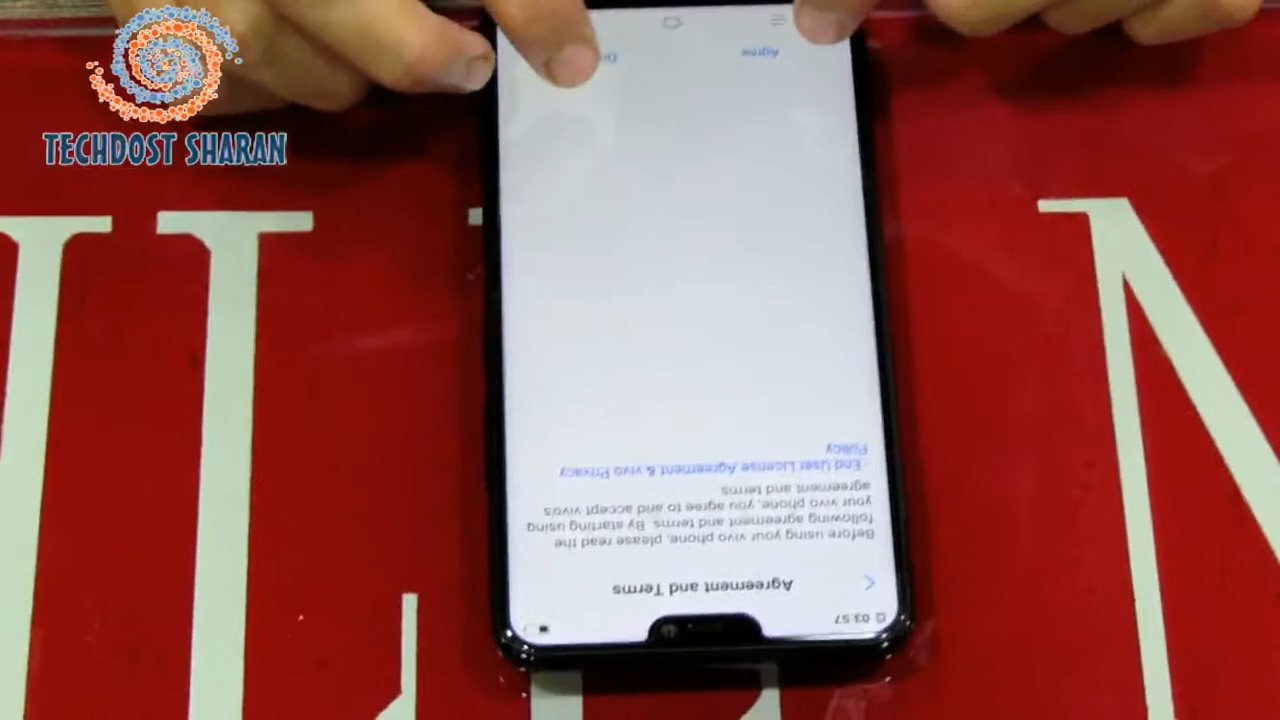 TECHDOST SHARAN
03:57
Agreement and Terms
Before using your vivo phone, please read the
following agreement and terms. By starting using
your vivo phone, you agree to and accept vivo's
agreement and terms
End User License Agreement & vivo Privacy
Policy
Agree